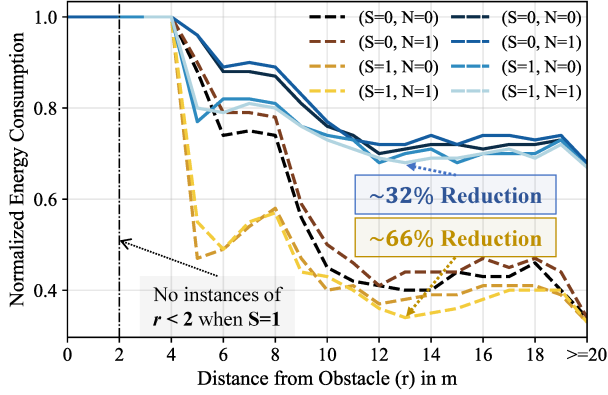 Normalized Energy Consumption
1.0
0.8
0.6
0.4
(S=0, N=0)
(S=0, N=1)
(S=1, N=0)
(S=1, N=1)
(S=0, N=0)
(S=0, N=1)
(S=1, N=0)
(S=1, N=1)
~32% Reduction
~66% Reduction
No instances of
r < 2 when S=1
0 2 4 6 8 10 12 14 16 18 >=20
Distance from Obstacle (r) in m